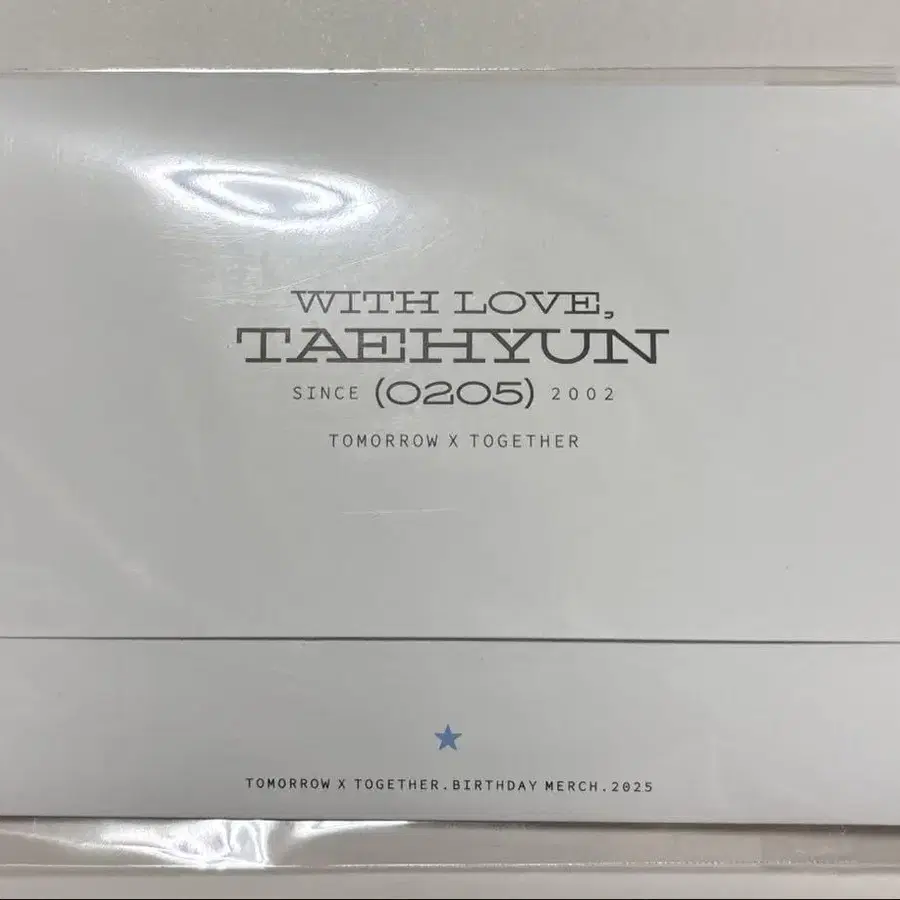 WITH LOVE,
TAEHYUN
SINCE (0205) 2002
TOMORROW X TOGETHER
TOMORROW X TOGETHER.BIRTHDAY MERCH.2025